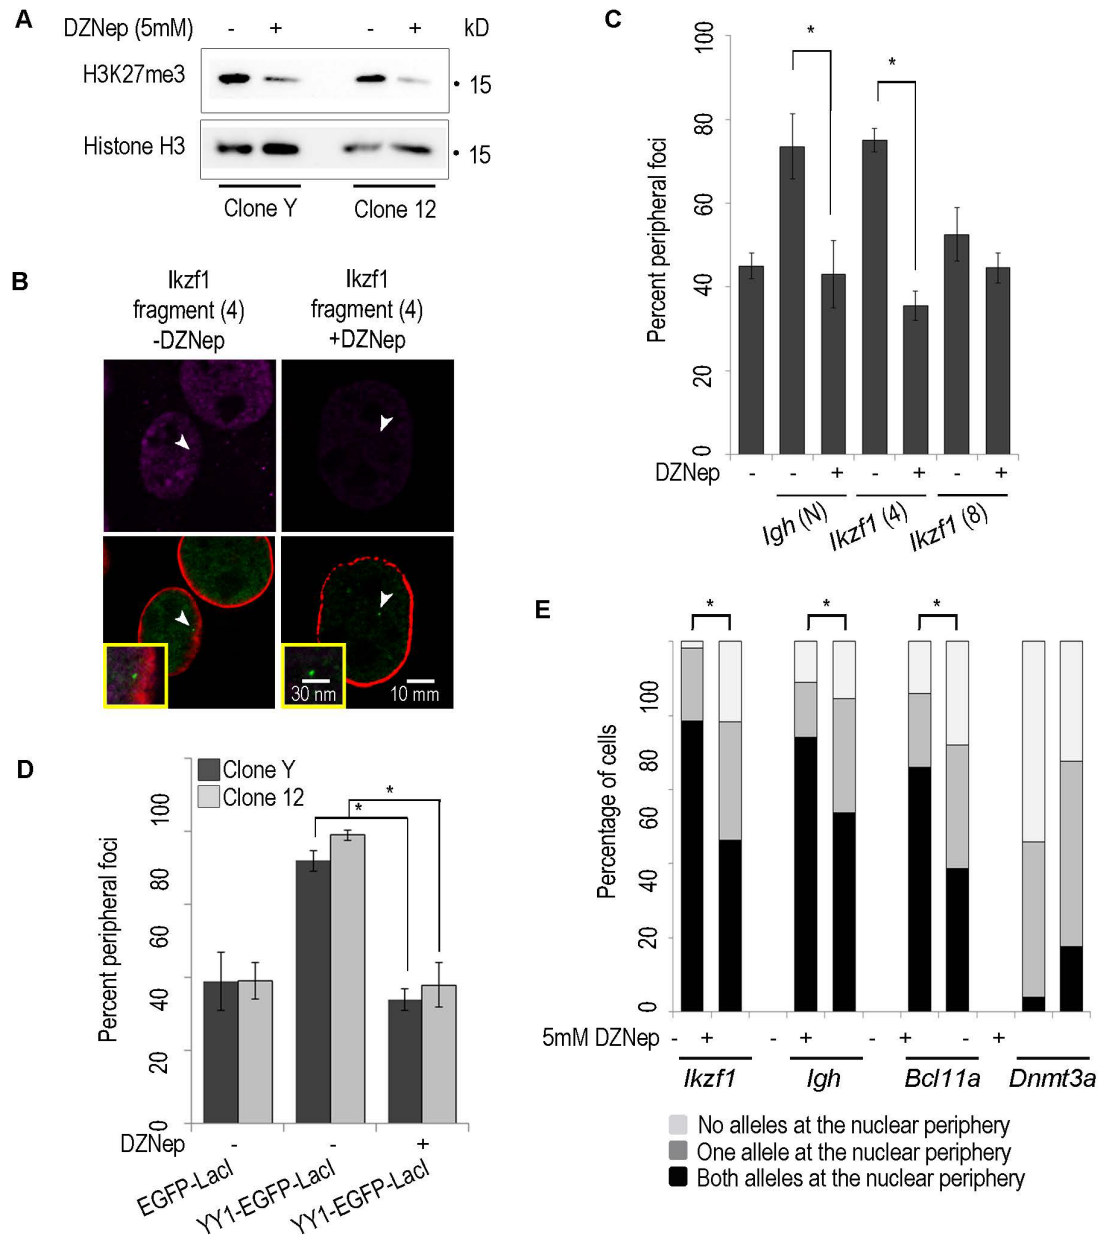 A
DZNep (5mM) - + - + kD
H3K27me3 • 15
Histone H3 • 15
Clone Y Clone 12
B
Ikzf1
fragment (4)
-DZNep
Ikzf1
fragment (4)
+DZNep
30 nm
10 mm
C
Percent peripheral foci
100
80
60
40
20
0
* *
DZNep - - + - + - +
Igh (N) Ikzf1 (4) Ikzf1 (8)
D
Clone Y
Clone 12
Percent peripheral foci
100
80
60
40
20
0
* *
DZNep - - +
EGFP-LacI YY1-EGFP-LacI YY1-EGFP-LacI
E
Percentage of cells
100
80
60
40
20
0
* * *
5mM DZNep - + - + - + - +
Ikzf1 Igh Bcl11a Dnmt3a
No alleles at the nuclear periphery
One allele at the nuclear periphery
Both alleles at the nuclear periphery